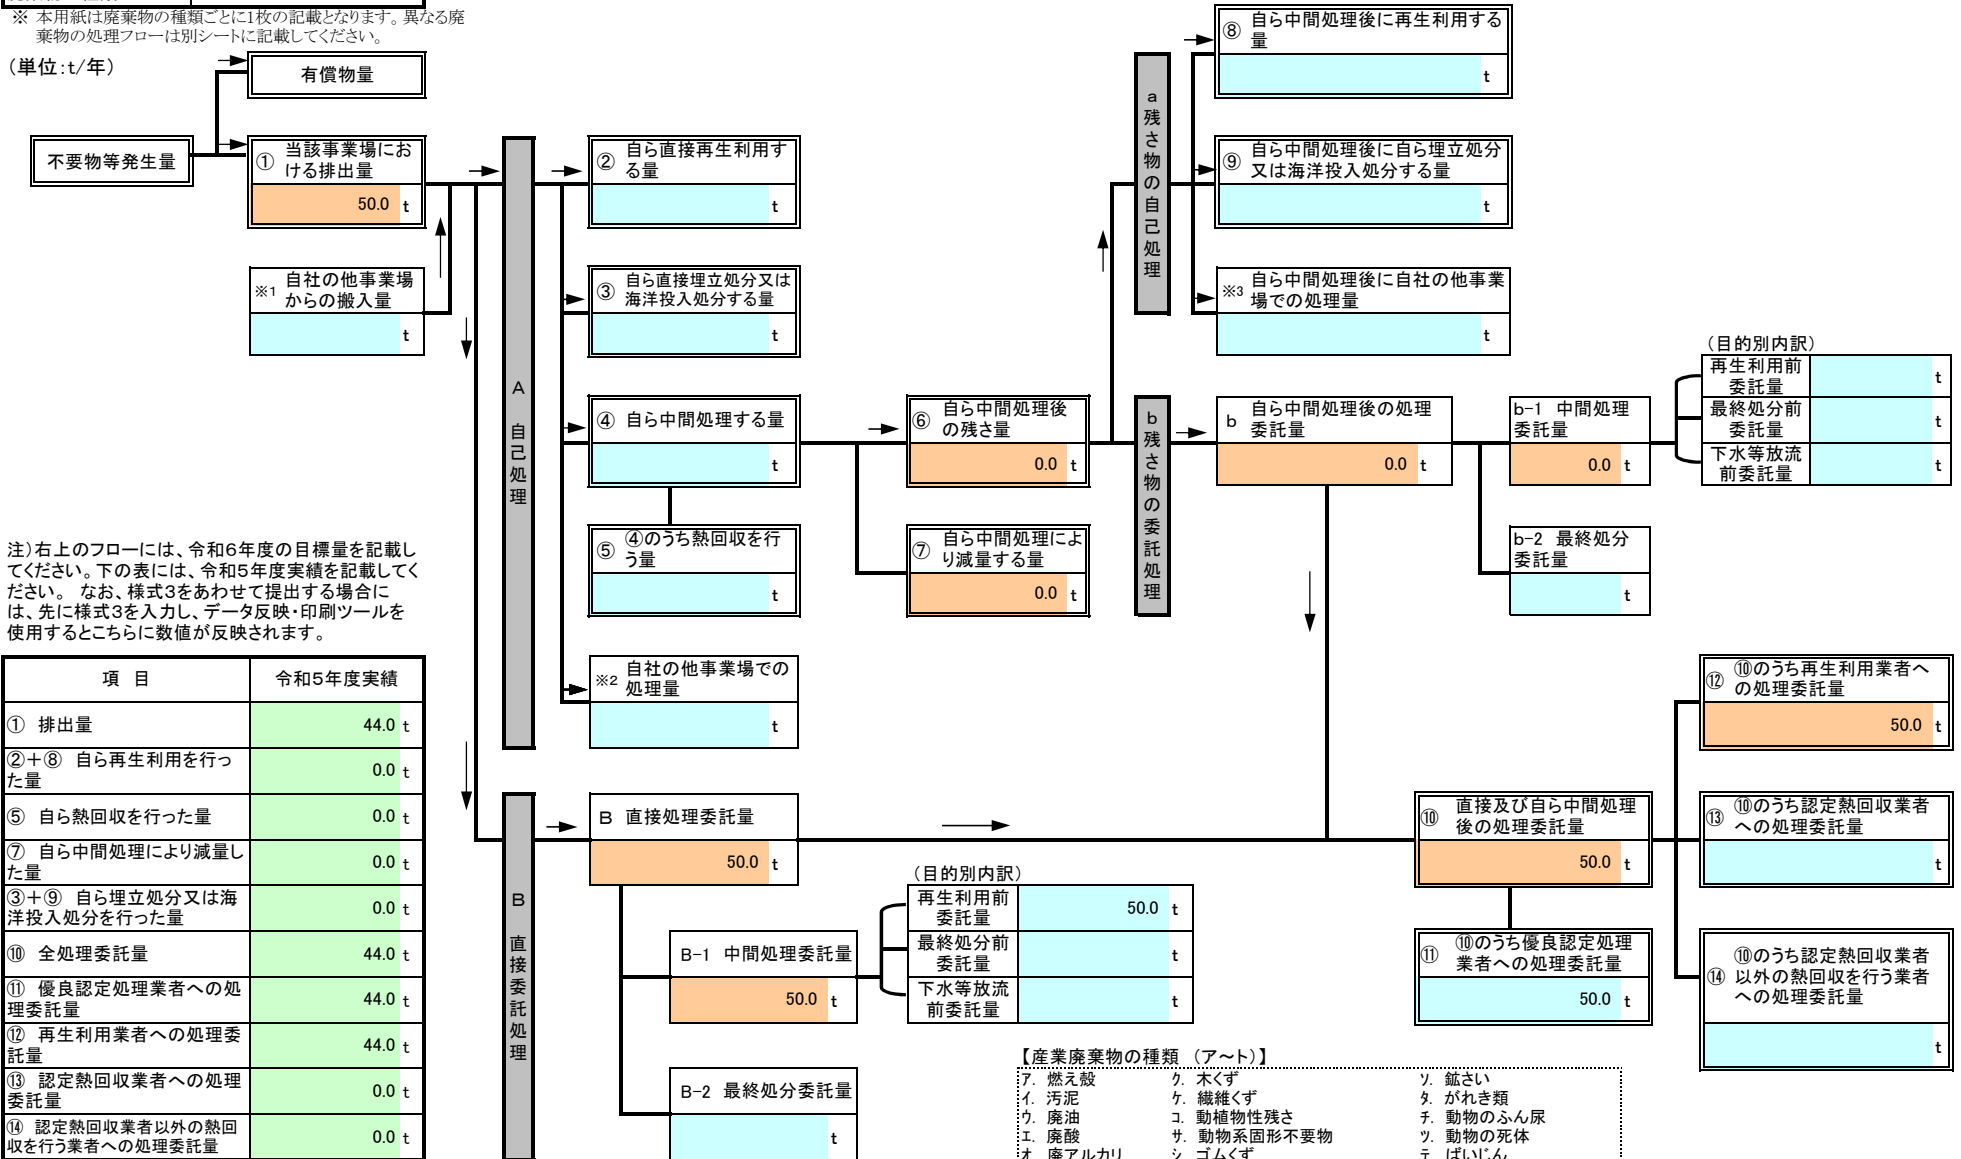 ※ 本用紙は廃棄物の種類ごとに1枚の記載となります。異なる廃
棄物の処理フローは別シートに記載してください。
（単位：t/年）
有償物量
不要物等発生量
① 当該事業場にお
ける排出量
50.0 t
※1 自社の他事業場
からの搬入量
t
A 自己処理
② 自ら直接再生利用す
る量
t
③ 自ら直接埋立処分又は
海洋投入処分する量
t
④ 自ら中間処理する量
t
⑤ ④のうち熱回収を行
う量
t
※2 自社の他事業場での
処理量
t
⑥ 自ら中間処理後
の残さ量
0.0 t
⑦ 自ら中間処理によ
り減量する量
0.0 t
a 残さ物の自己処理
⑧ 自ら中間処理後に再生利用する
量
t
⑨ 自ら中間処理後に自ら埋立処分
又は海洋投入処分する量
t
※3 自ら中間処理後に自社の他事業
場での処理量
t
b 残さ物の委託処理
b 自ら中間処理後の処理
委託量
0.0 t
b-1 中間処理
委託量
0.0 t
（目的別内訳）
再生利用前
委託量
t
最終処分前
委託量
t
下水等放流
前委託量
t
b-2 最終処分
委託量
t
注）右上のフローには、令和６年度の目標量を記載し
てください。下の表には、令和５年度実績を記載してく
ださい。 なお、様式３をあわせて提出する場合に
は、先に様式３を入力し、データ反映・印刷ツールを
使用するとこちらに数値が反映されます。
項 目 令和５年度実績
① 排出量 44.0 t
②＋⑧ 自ら再生利用を行っ
た量 0.0 t
⑤ 自ら熱回収を行った量 0.0 t
⑦ 自ら中間処理により減量し
た量 0.0 t
③＋⑨ 自ら埋立処分又は海
洋投入処分を行った量 0.0 t
⑩ 全処理委託量 44.0 t
⑪ 優良認定処理業者への処
理委託量 44.0 t
⑫ 再生利用業者への処理委
託量 44.0 t
⑬ 認定熱回収業者への処理
委託量 0.0 t
⑭ 認定熱回収業者以外の熱回
収を行う業者への処理委託量 0.0 t
B 直接委託処理
B 直接処理委託量
50.0 t
B-1 中間処理委託量
50.0 t
（目的別内訳）
再生利用前
委託量
50.0 t
最終処分前
委託量
t
下水等放流
前委託量
t
B-2 最終処分委託量
t
⑩ 直接及び自ら中間処理
後の処理委託量
50.0 t
⑪ ⑩のうち優良認定処理
業者への処理委託量
50.0 t
⑫ ⑩のうち再生利用業者へ
の処理委託量
50.0 t
⑬ ⑩のうち認定熱回収業者
への処理委託量
t
⑭ ⑩のうち認定熱回収業者
以外の熱回収を行う業者
への処理委託量
t
【産業廃棄物の種類 （ア～ト）】
ア. 燃え殻 ク. 木くず ソ. 鉱さい
イ. 汚泥 ケ. 繊維くず タ. がれき類
ウ. 廃油 コ. 動植物性残さ チ. 動物のふん尿
エ. 廃酸 サ. 動物系固形不要物 ツ. 動物の死体
オ. 廃アルカリ シ. ゴムくず テ. ばいじん